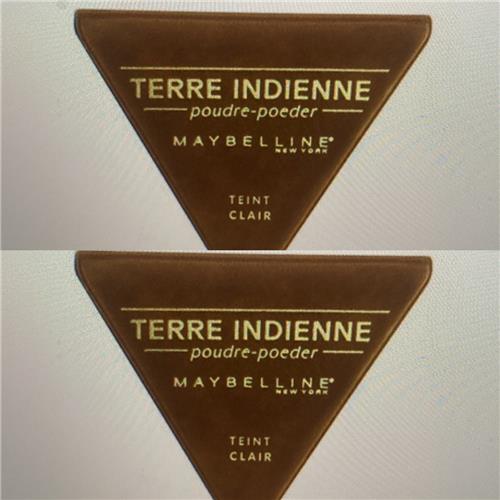 TERRE INDIENNE
poudre-poeder
MAYBELLINE®
NEW YORK
TEINT
CLAIR
TERRE INDIENNE
poudre-poeder
MAYBELLINE®
NEW YORK
TEINT
CLAIR